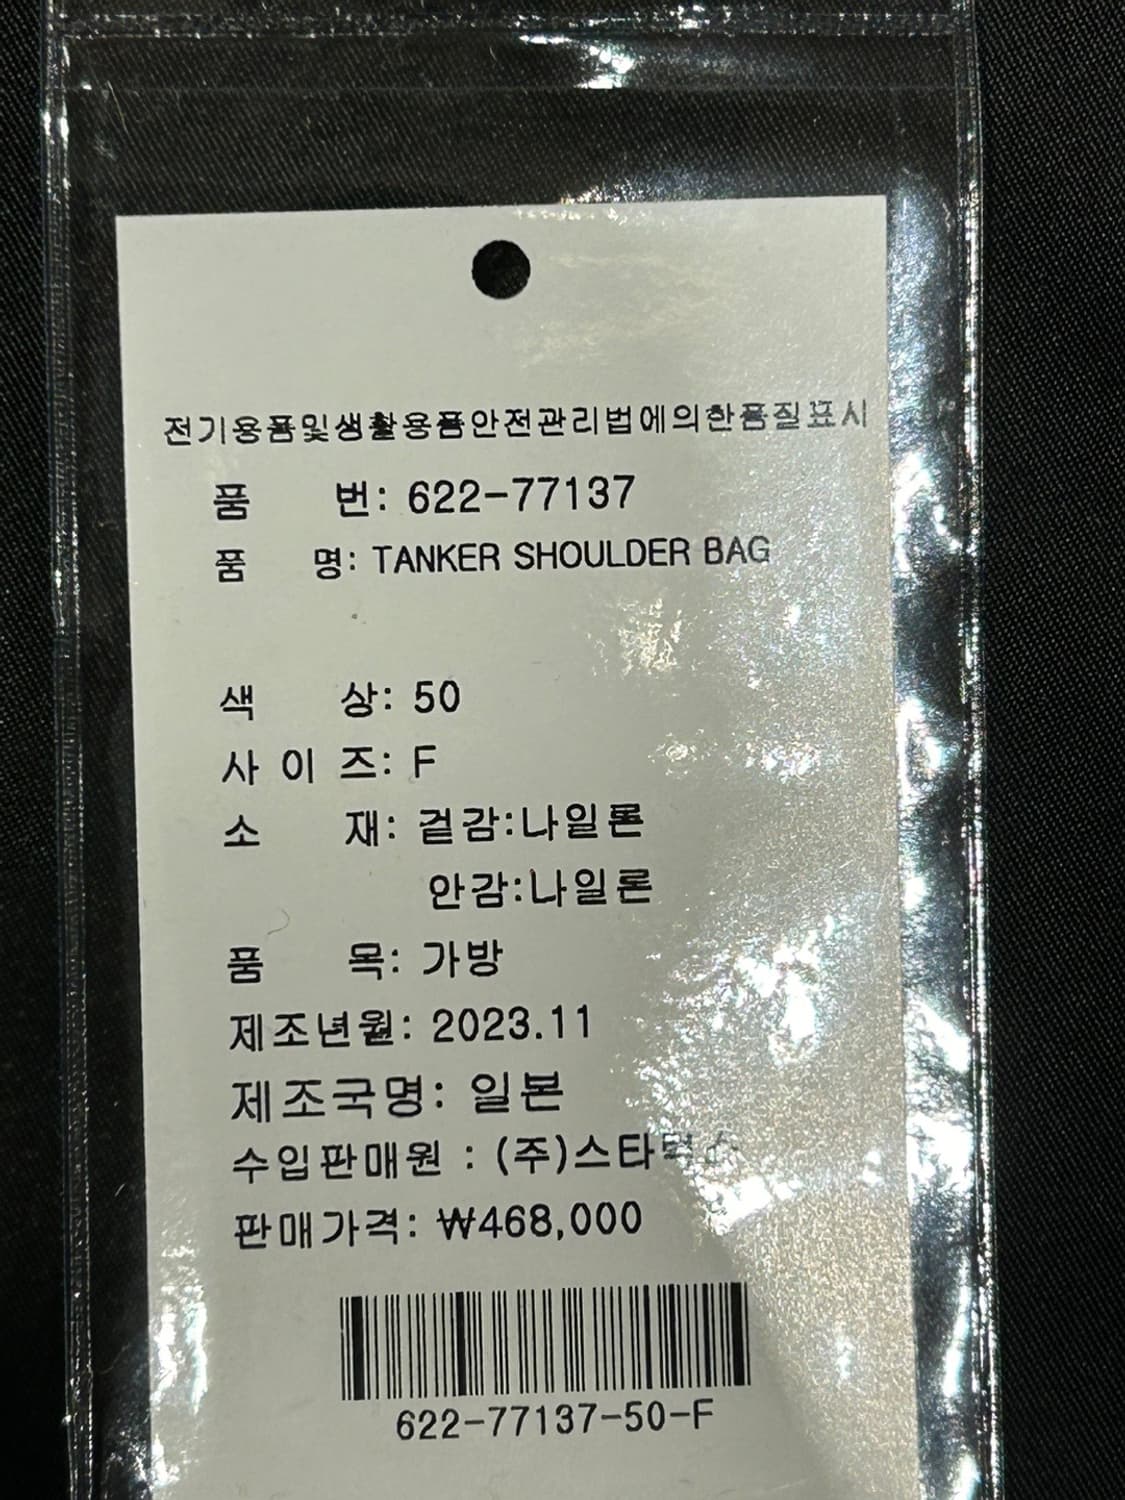 전기용품및생활용품안전관리법에의한품질표시
품 번: 622-77137
품 명: TANKER SHOULDER BAG
색 상: 50
사 이 즈: F
소 재: 겉감:나일론
안감:나일론
품 목: 가방
제조년월: 2023.11
제조국명: 일본
수입판매원 : (주)스타럭스
판매가격: ₩468,000
622-77137-50-F